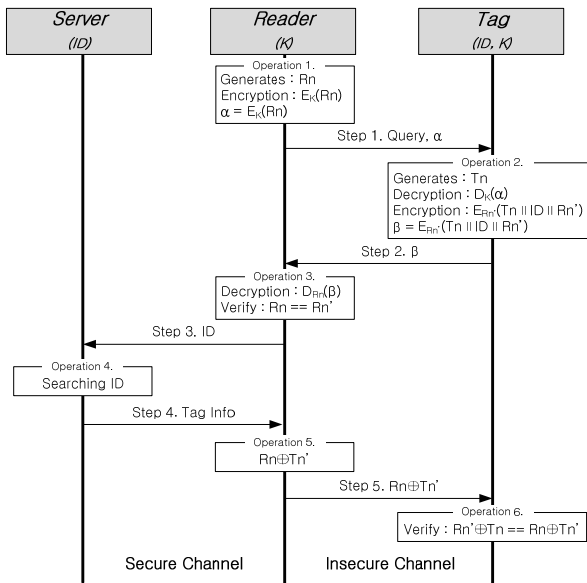 Server Reader Tag
(ID) (K) (ID, K)
Operation 1.
Generates : Rn
Encryption : EK(Rn)
α = EK(Rn)
Step 1. Query, α
Operation 2.
Generates : Tn
Decryption : DK(α)
Encryption : ERn'(Tn || ID || Rn')
β = ERn'(Tn || ID || Rn')
Step 2. β
Operation 3.
Decryption : DRn(β)
Verify : Rn == Rn'
Step 3. ID
Operation 4.
Searching ID
Step 4. Tag Info
Operation 5.
Rn⊕Tn'
Step 5. Rn⊕Tn'
Operation 6.
Verify : Rn'⊕Tn == Rn⊕Tn'
Secure Channel Insecure Channel